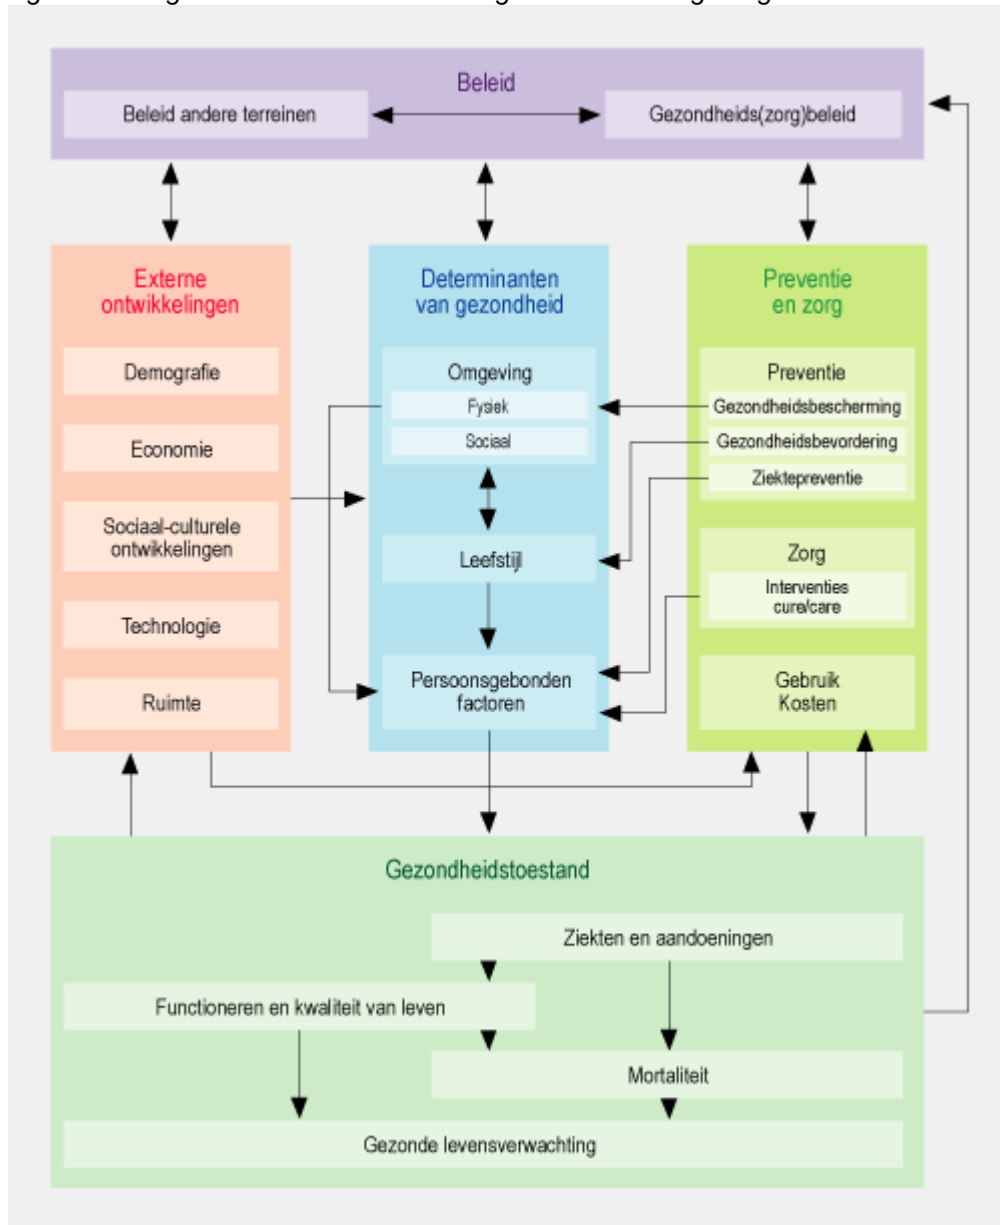 Beleid
Beleid andere terreinen
Gezondheids(zorg)beleid
Externe
ontwikkelingen
Demografie
Economie
Sociaal-culturele
ontwikkelingen
Technologie
Ruimte
Determinanten
van gezondheid
Omgeving
Fysiek
Sociaal
Leefstijl
Persoonsgebonden
factoren
Preventie
en zorg
Preventie
Gezondheidsbescherming
Gezondheidsbevordering
Ziektepreventie
Zorg
Interventies
cure/care
Gebruik
Kosten
Gezondheidstoestand
Ziekten en aandoeningen
Functioneren en kwaliteit van leven
Mortaliteit
Gezonde levensverwachting